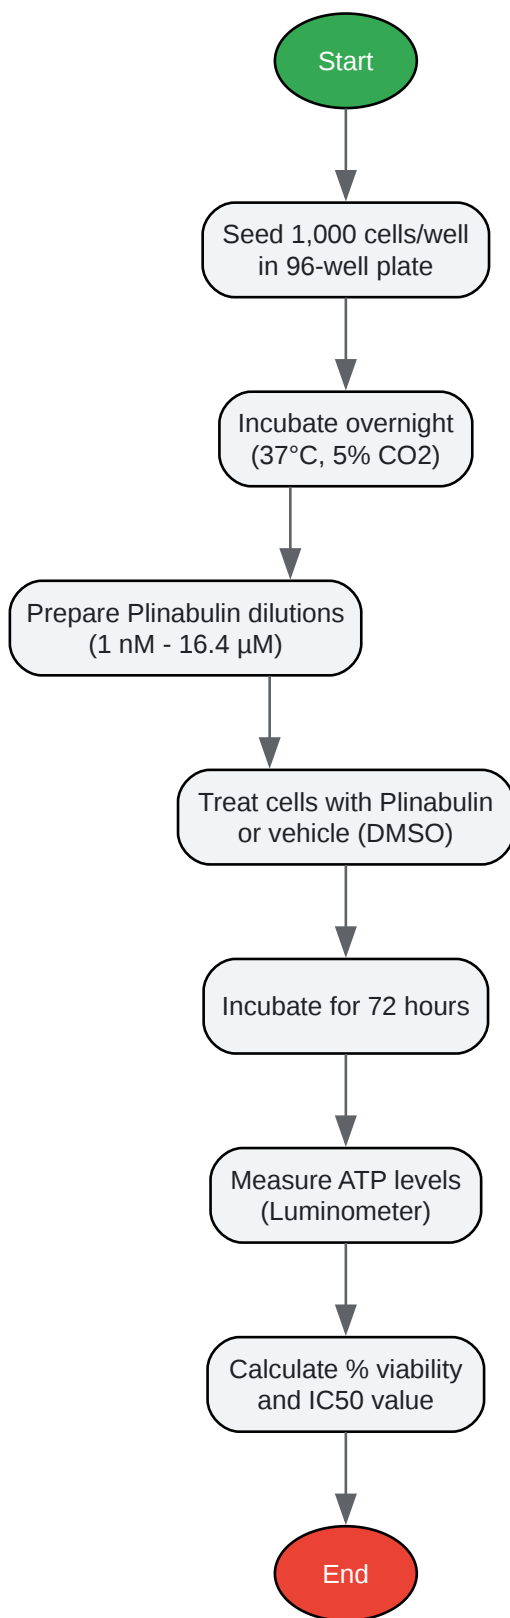 Start
Seed 1,000 cells/well
in 96-well plate
Incubate overnight
(37°C, 5% CO2)
Prepare Plinabulin dilutions
(1 nM - 16.4 µM)
Treat cells with Plinabulin
or vehicle (DMSO)
Incubate for 72 hours
Measure ATP levels
(Luminometer)
Calculate % viability
and IC50 value
End